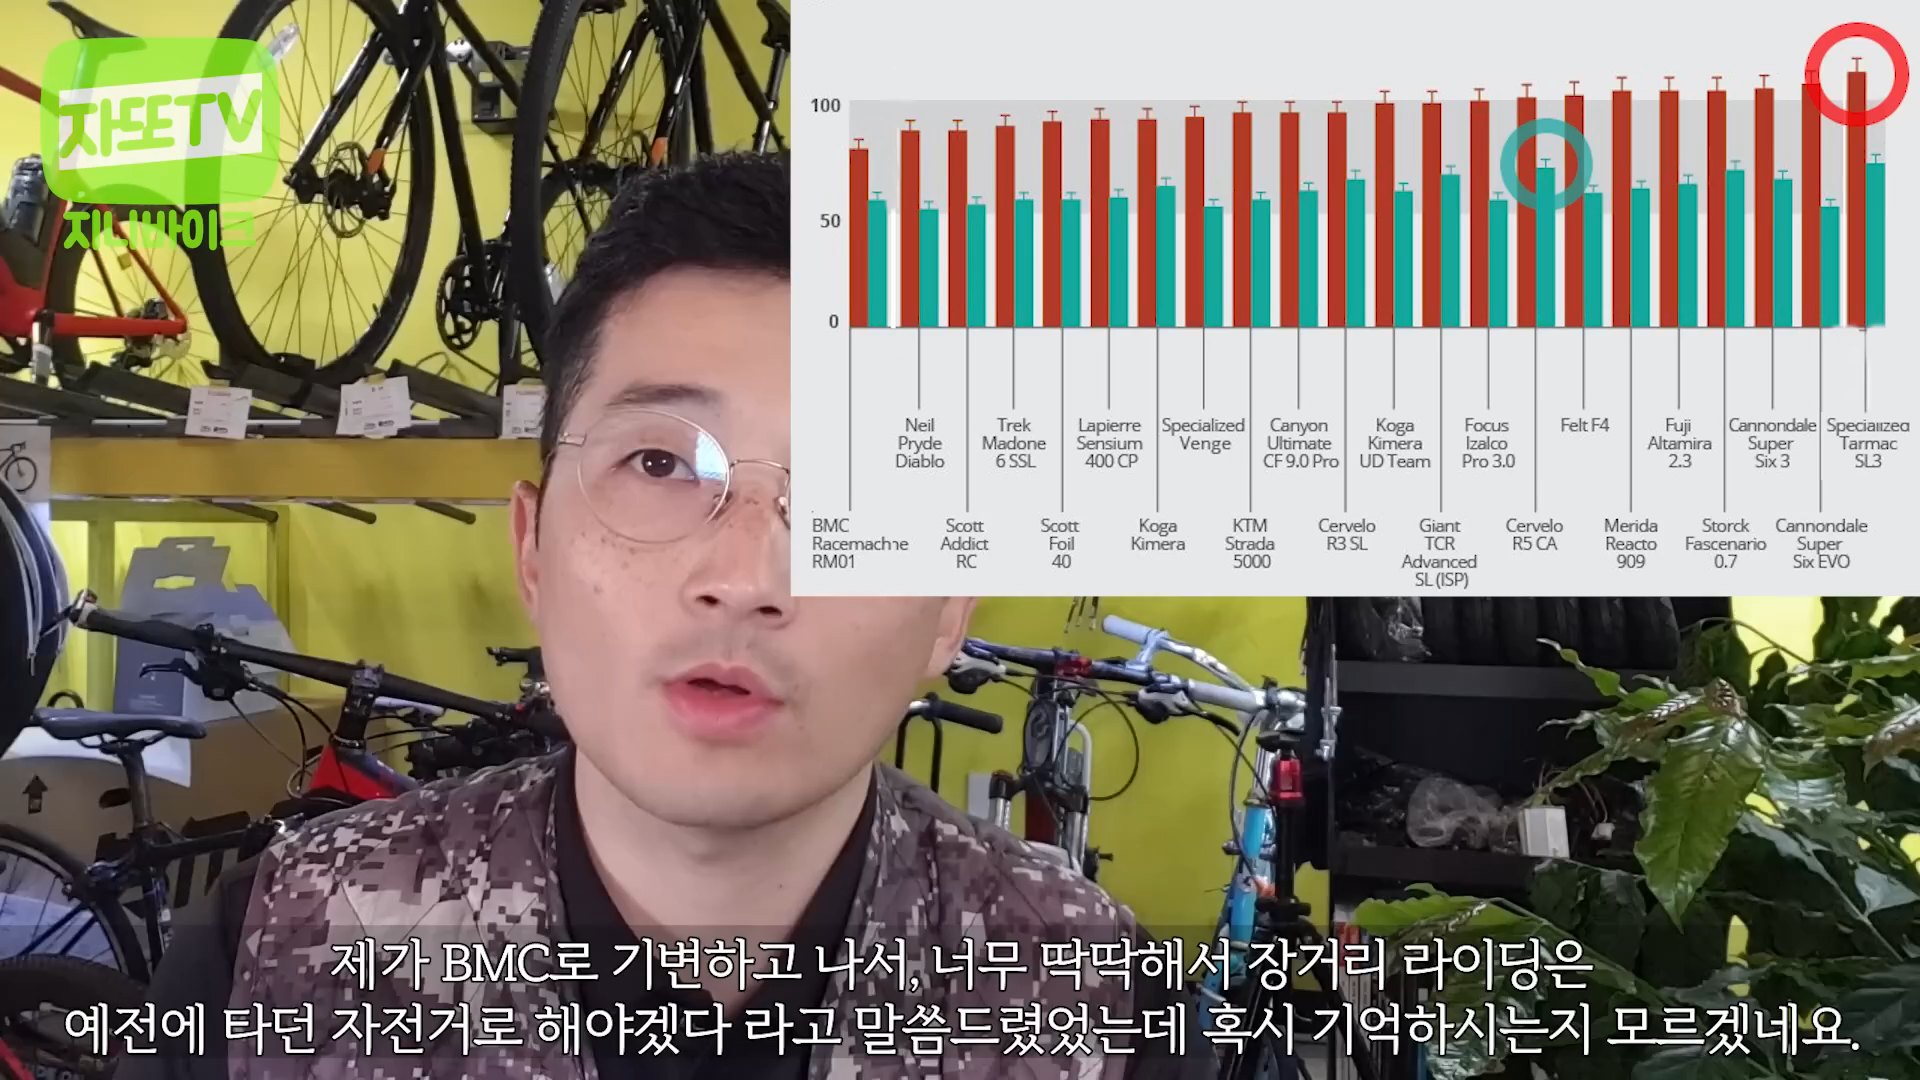 자또TV
지니바이크
100
50
0
Neil
Pryde
Diablo
Trek
Madone
6 SSL
Lapierre
Sensium
400 CP
Specialized
Venge
Canyon
Ultimate
CF 9.0 Pro
Koga
Kimera
UD Team
Focus
Izalco
Pro 3.0
Felt F4
Fuji
Altamira
2.3
Cannondale
Super
Six 3
Specialized
Tarmac
SL3
BMC
Racemachne
RM01
Scott
Addict
RC
Scott
Foil
40
Koga
Kimera
KTM
Strada
5000
Cervelo
R3 SL
Giant
TCR
Advanced
SL (ISP)
Cervelo
R5 CA
Merida
Reacto
909
Storck
Fascenario
0.7
Cannondale
Super
Six EVO
제가 BMC로 기변하고 나서, 너무 딱딱해서 장거리 라이딩은
예전에 타던 자전거로 해야겠다 라고 말씀드렸었는데 혹시 기억하시는지 모르겠네요.